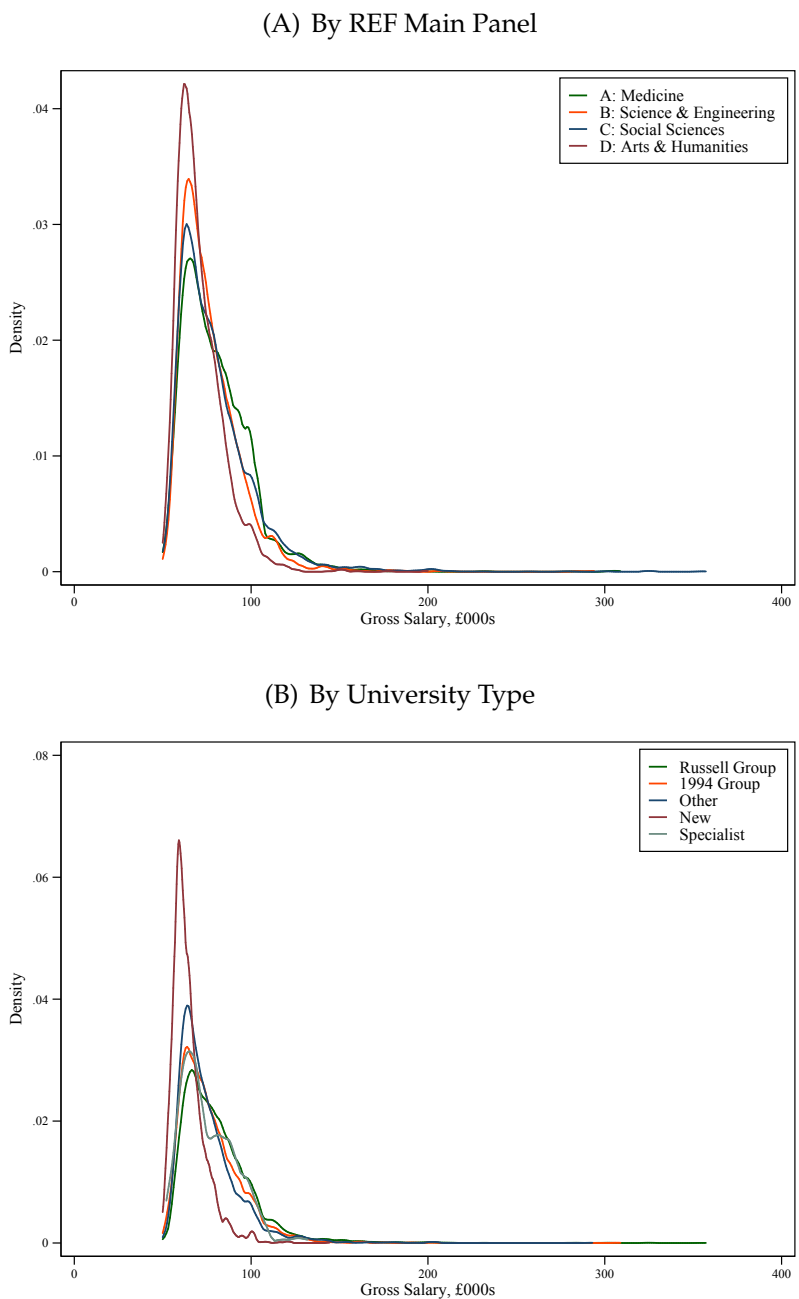 (A) By REF Main Panel
A: Medicine
B: Science & Engineering
C: Social Sciences
D: Arts & Humanities
.04
.03
.02
.01
0
Density
0 100 200 300 400
Gross Salary, £000s
(B) By University Type
Russell Group
1994 Group
Other
New
Specialist
.08
.06
.04
.02
0
Density
0 100 200 300 400
Gross Salary, £000s